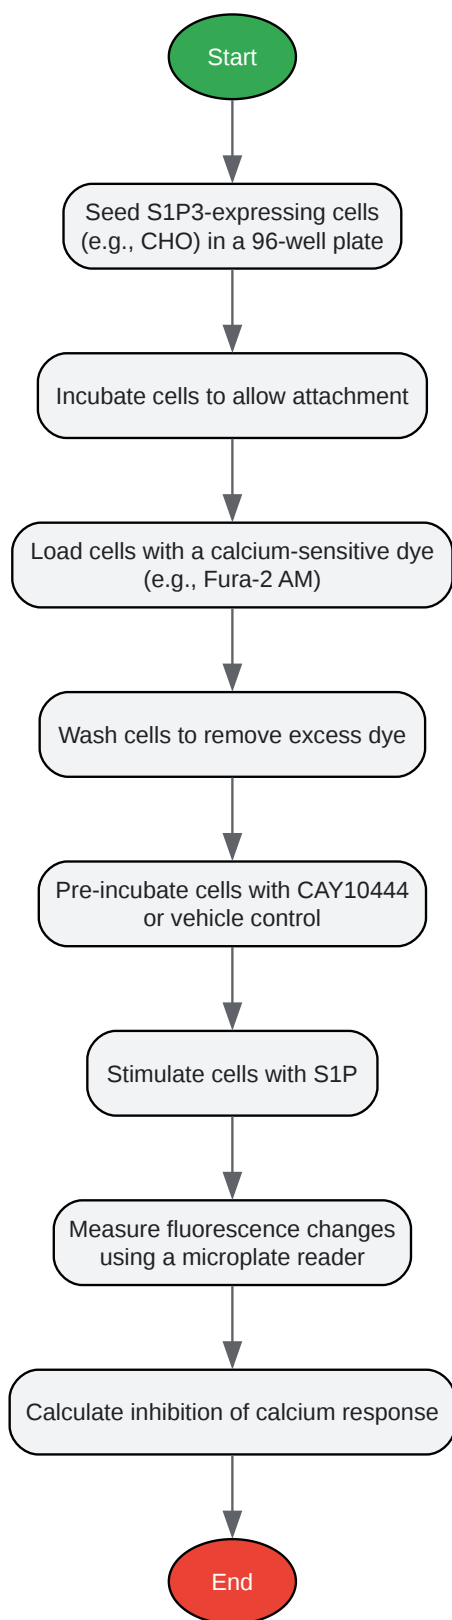 Start
Seed S1P3-expressing cells
(e.g., CHO) in a 96-well plate
Incubate cells to allow attachment
Load cells with a calcium-sensitive dye
(e.g., Fura-2 AM)
Wash cells to remove excess dye
Pre-incubate cells with CAY10444
or vehicle control
Stimulate cells with S1P
Measure fluorescence changes
using a microplate reader
Calculate inhibition of calcium response
End